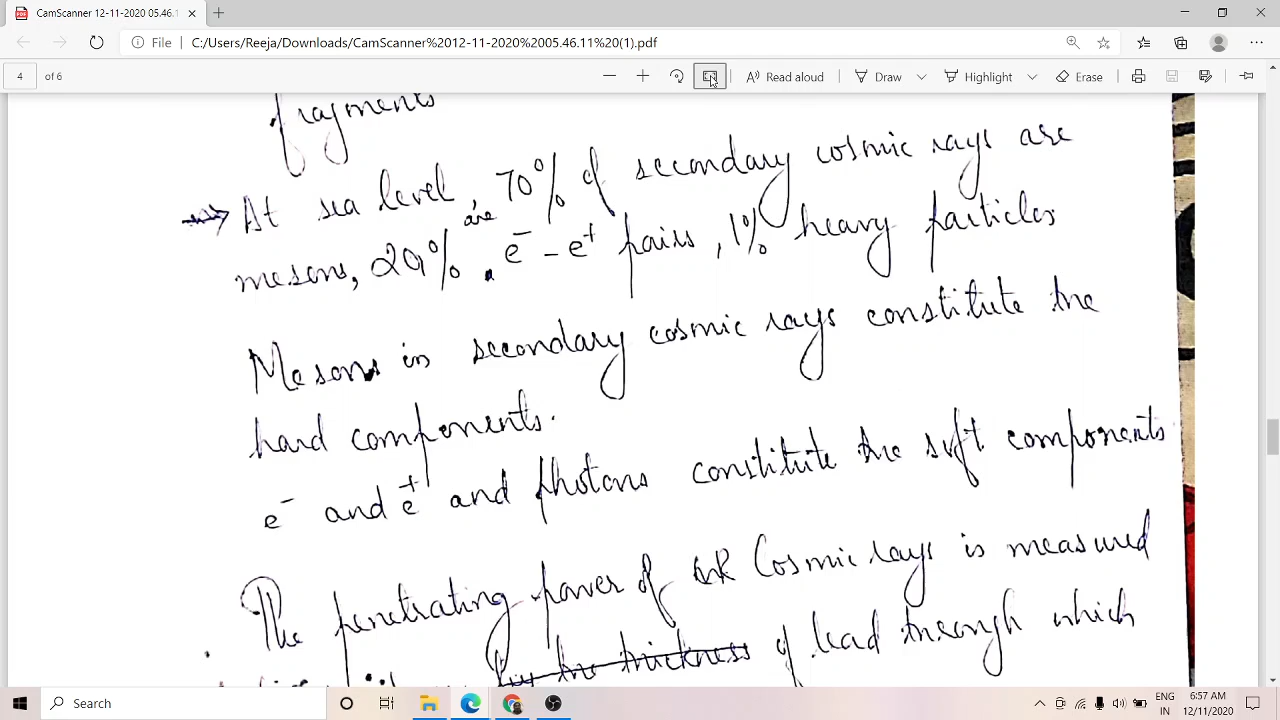 CamScanner 12-11-2020 05.46.1
File C:/Users/Reeja/Downloads/CamScanner%2012-11-2020%2005.46.11%20(1).pdf
4 of 6 Read aloud Draw Highlight Erase
fragments
At sea level, 70% of secondary cosmic rays are
mesons, 29% are e⁻ - e⁺ pairs, 1% heavy particles
Mesons in secondary cosmic rays constitute the
hard components.
e⁻ and e⁺ and photons constitute the soft components
The penetrating power of Cosmic rays is measured
by the thickness of lead through which
Search ENG 6:57 AM
IN 12/11/2020